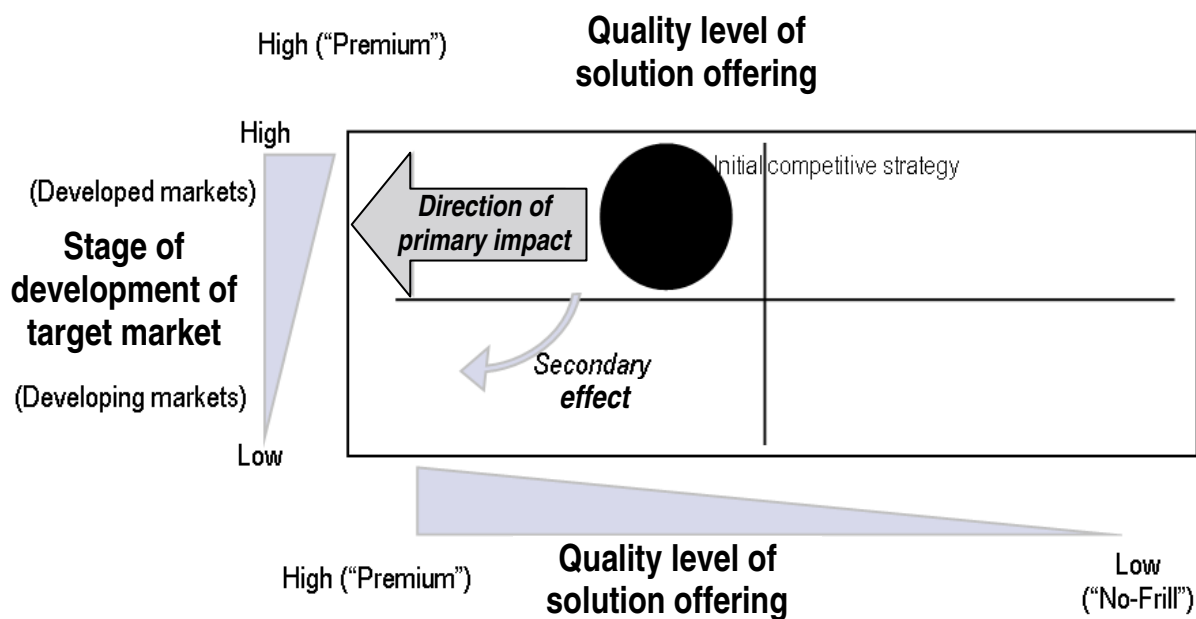 High (“Premium”)
Quality level of
solution offering
High
(Developed markets)
Stage of
development of
target market
(Developing markets)
Low
Initial competitive strategy
Direction of
primary impact
Secondary
effect
High (“Premium”)
Quality level of
solution offering
Low
(“No-Frill”)